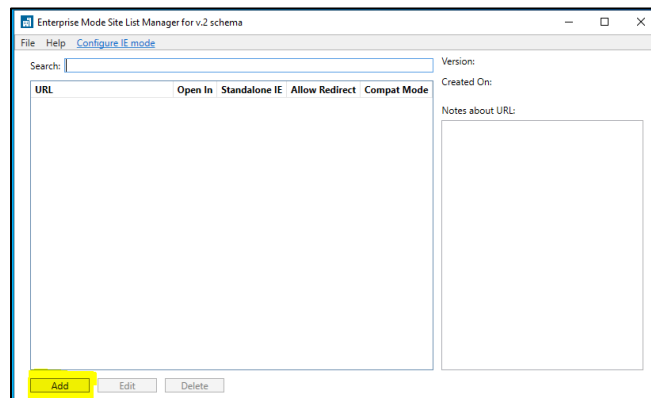 Enterprise Mode Site List Manager for v.2 schema
File Help Configure IE mode
Search:
Version:
Created On:
URL Open In Standalone IE Allow Redirect Compat Mode
Notes about URL:
Add Edit Delete